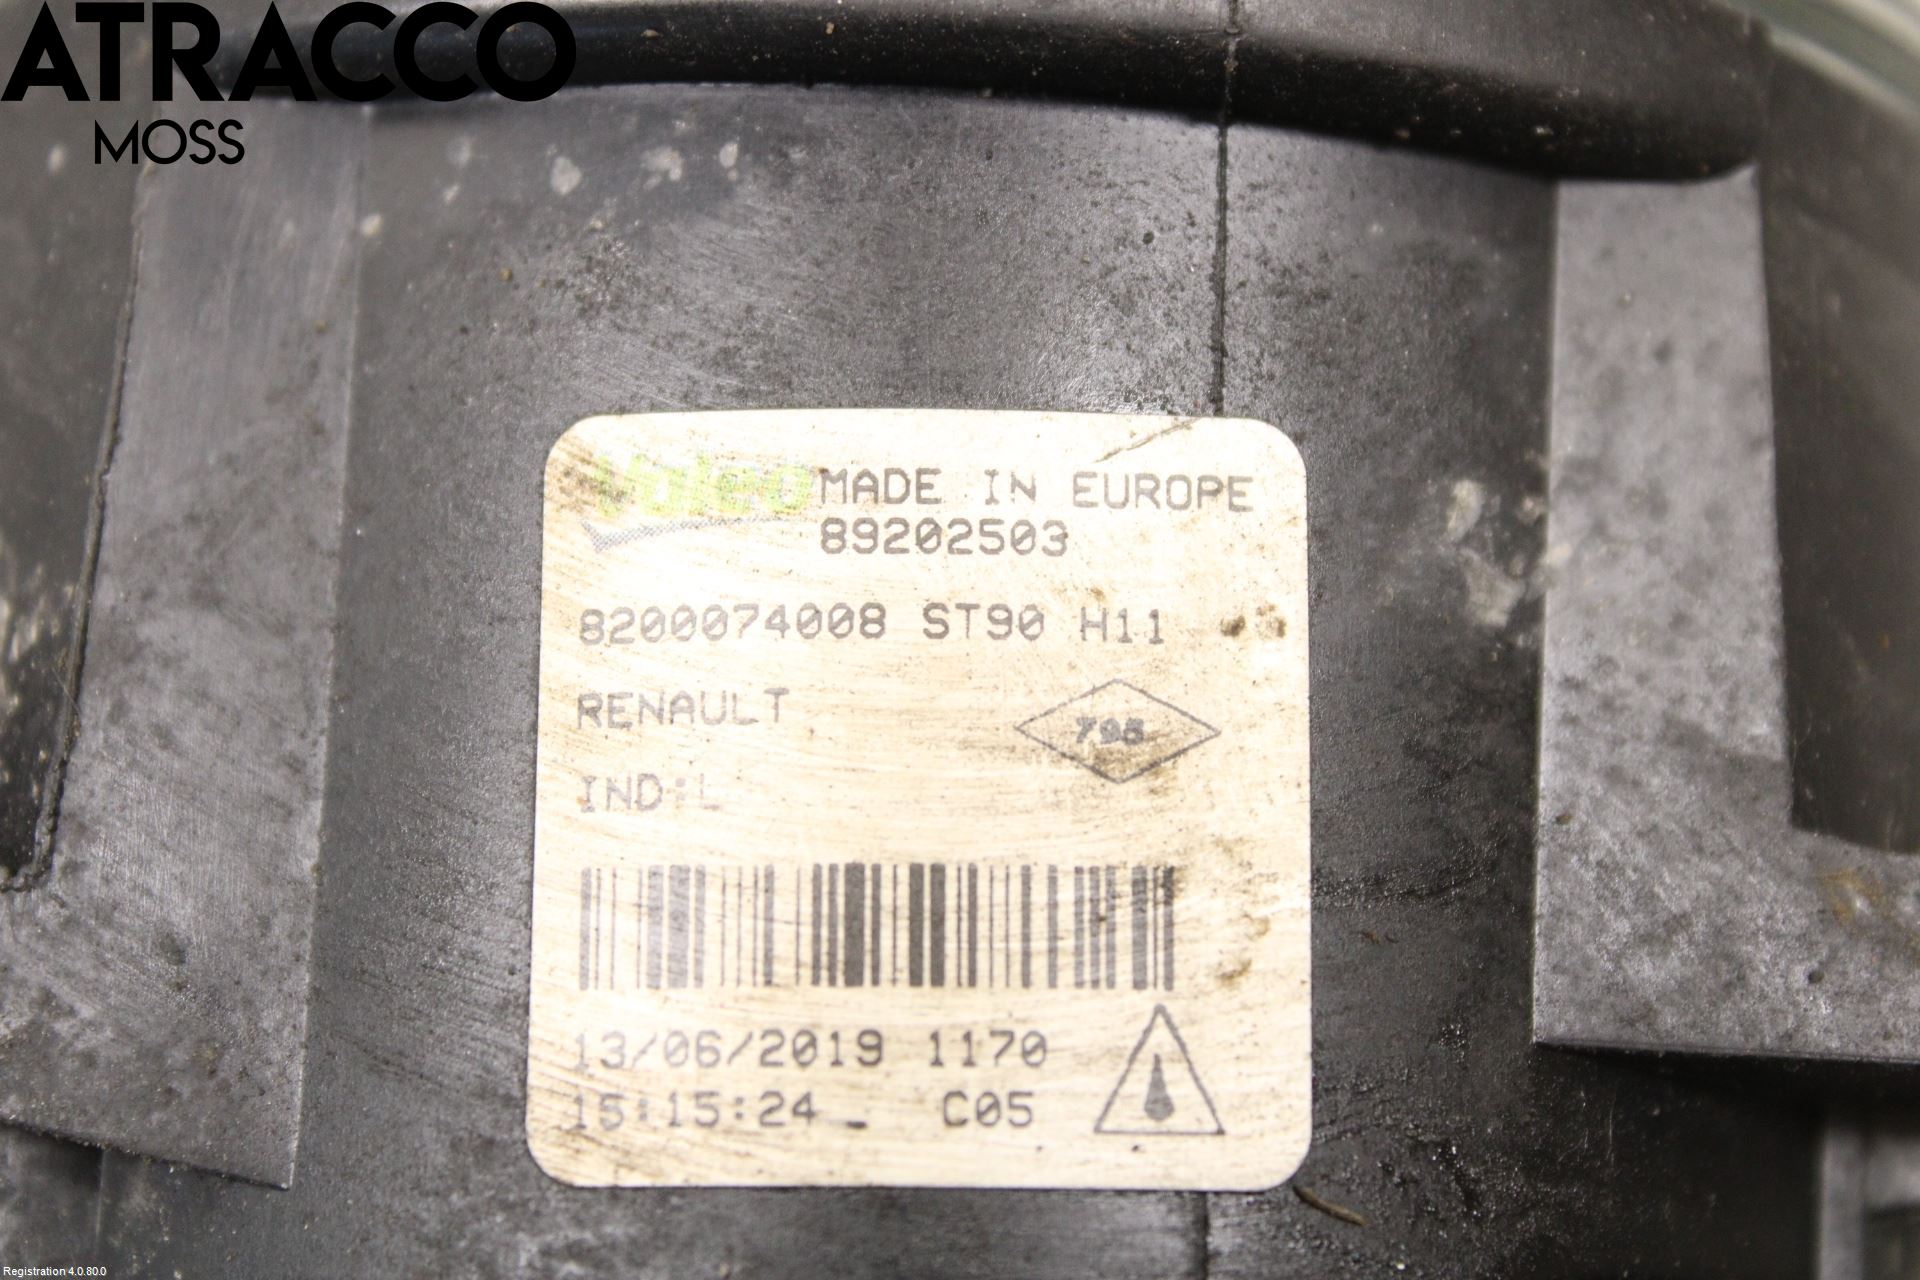 ATRACCO
MOSS
Valeo MADE IN EUROPE
89202503
8200074008 ST90 H11
RENAULT
795
IND:L
13/06/2019 1170
15:15:24_ C05
Registration 4.0.80.0